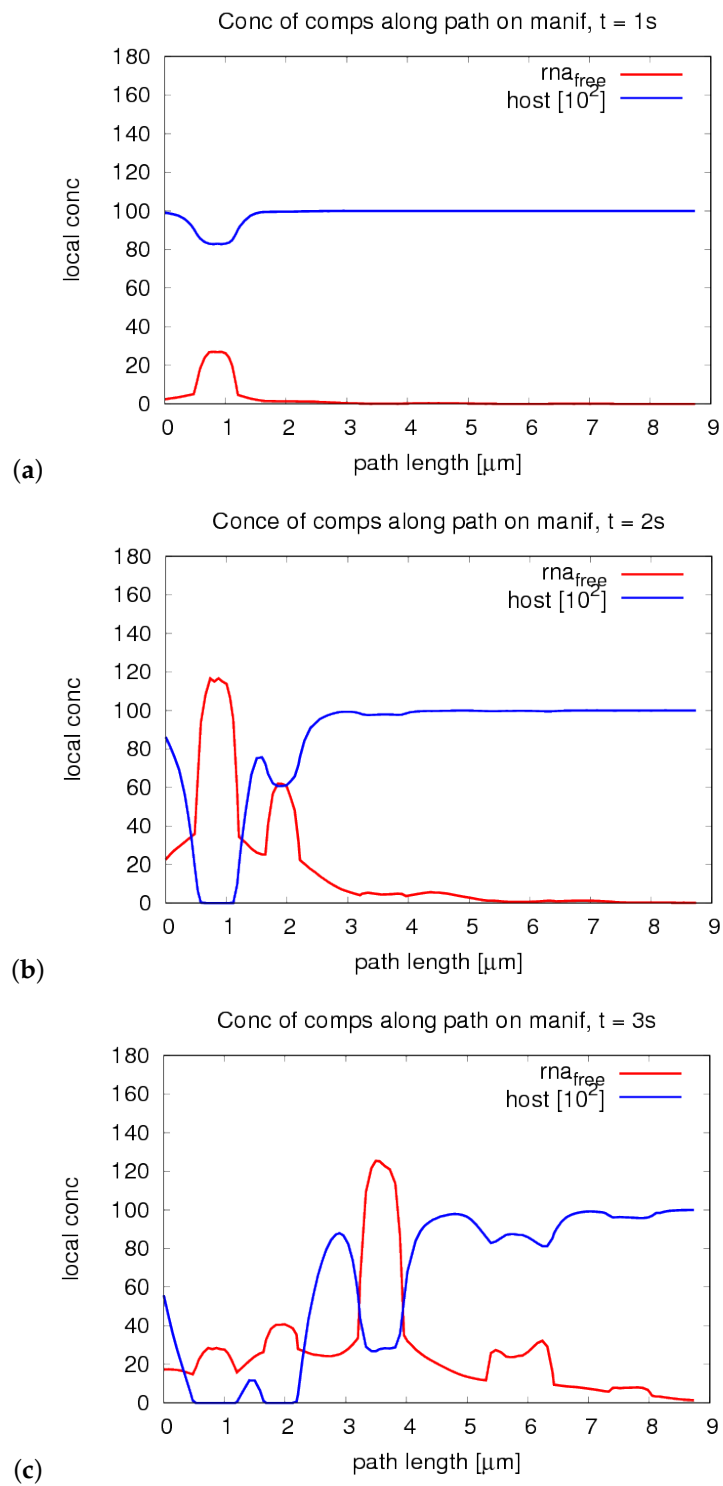 Conc of comps along path on manif, t = 1s
180
160
140
120
100
80
60
40
20
0
local conc
rna_free
host [10^2]
0 1 2 3 4 5 6 7 8 9
path length [μm]
(a)
Conce of comps along path on manif, t = 2s
180
160
140
120
100
80
60
40
20
0
local conc
rna_free
host [10^2]
0 1 2 3 4 5 6 7 8 9
path length [μm]
(b)
Conc of comps along path on manif, t = 3s
180
160
140
120
100
80
60
40
20
0
local conc
rna_free
host [10^2]
0 1 2 3 4 5 6 7 8 9
path length [μm]
(c)